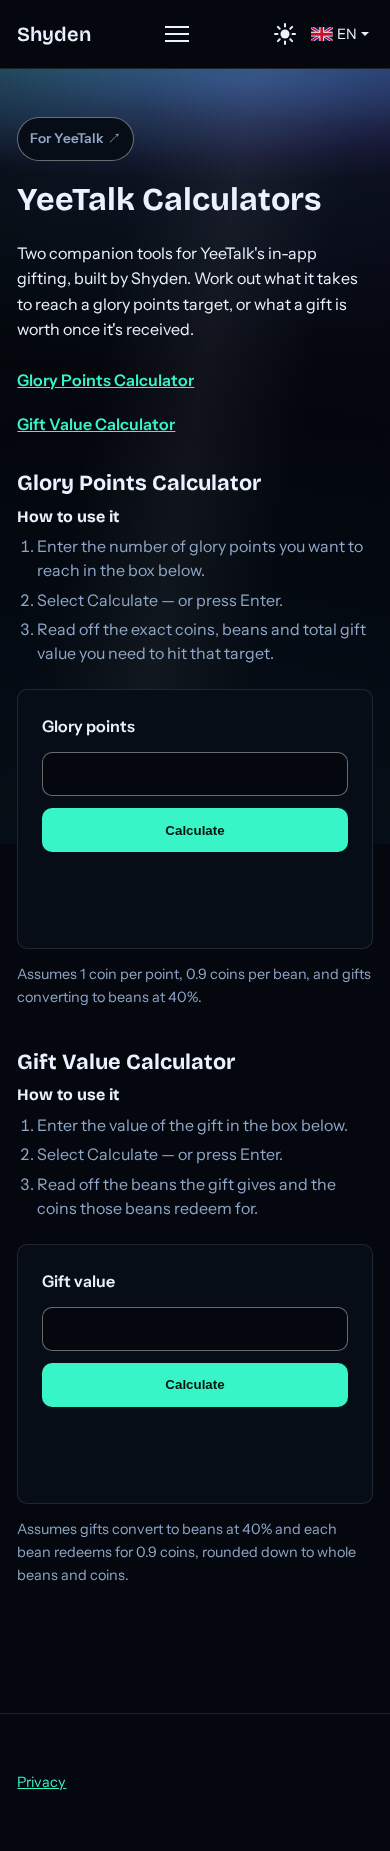 Shyden
EN
For YeeTalk ↗
YeeTalk Calculators
Two companion tools for YeeTalk's in-app
gifting, built by Shyden. Work out what it takes
to reach a glory points target, or what a gift is
worth once it's received.
Glory Points Calculator
Gift Value Calculator
Glory Points Calculator
How to use it
1. Enter the number of glory points you want to
reach in the box below.
2. Select Calculate — or press Enter.
3. Read off the exact coins, beans and total gift
value you need to hit that target.
Glory points
Calculate
Assumes 1 coin per point, 0.9 coins per bean, and gifts
converting to beans at 40%.
Gift Value Calculator
How to use it
1. Enter the value of the gift in the box below.
2. Select Calculate — or press Enter.
3. Read off the beans the gift gives and the
coins those beans redeem for.
Gift value
Calculate
Assumes gifts convert to beans at 40% and each
bean redeems for 0.9 coins, rounded down to whole
beans and coins.
Privacy